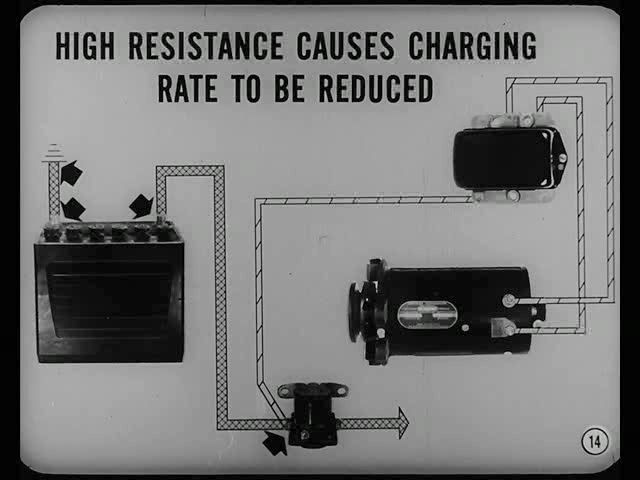 HIGH RESISTANCE CAUSES CHARGING
RATE TO BE REDUCED
14